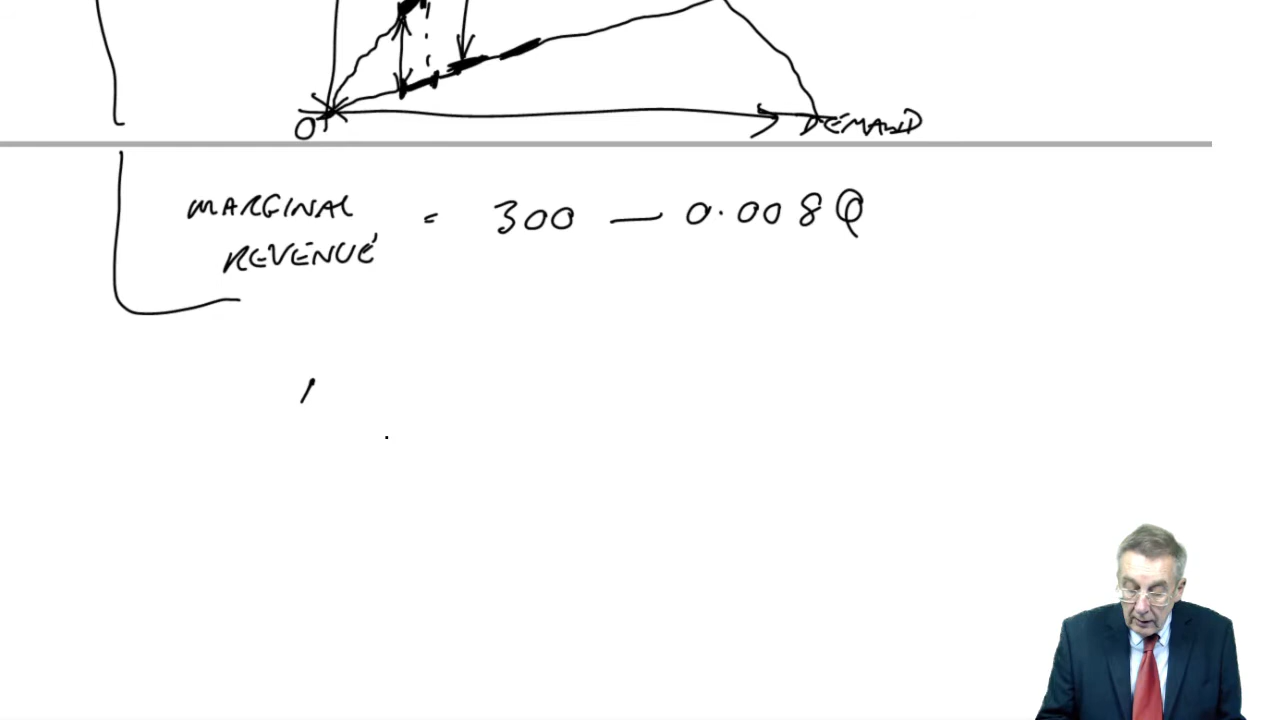 O
DEMAND
MARGINAL = 300 — 0.008Q
REVENUE